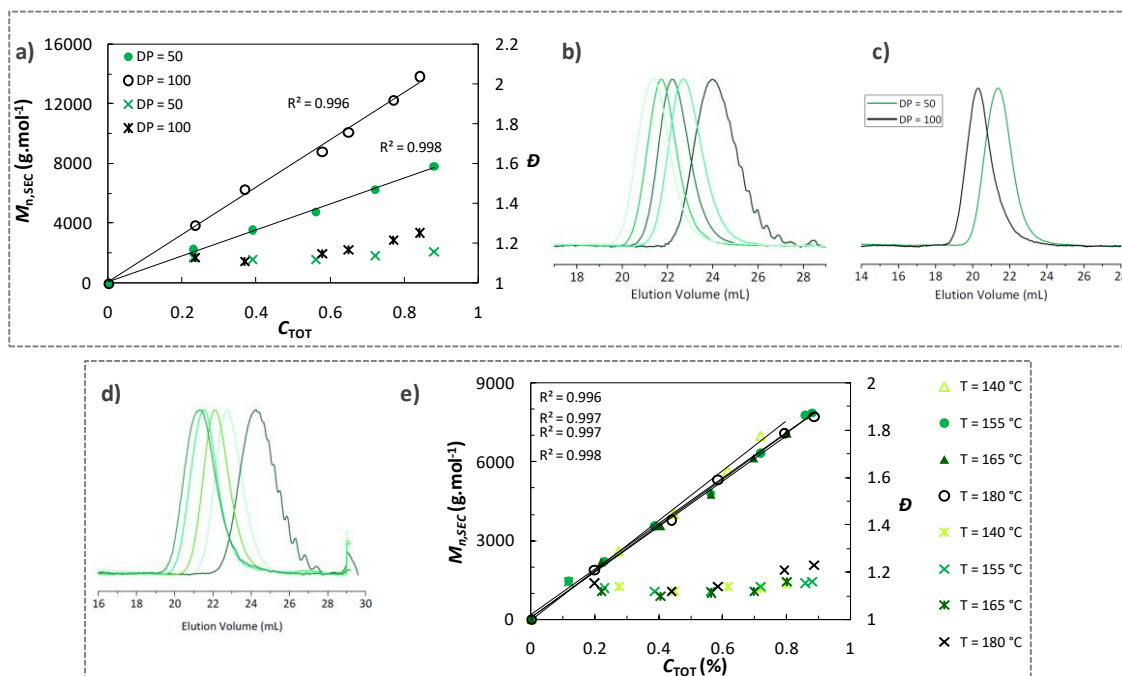 a)
16000
12000
8000
4000
0
M_n,SEC (g.mol⁻¹)
DP = 50
DP = 100
DP = 50
DP = 100
R² = 0.996
R² = 0.998
2.2
2
1.8
1.6
1.4
1.2
1
Đ
0 0.2 0.4 0.6 0.8 1
C_TOT
b)
18 20 22 24 26 28
Elution Volume (mL)
c)
DP = 50
DP = 100
14 16 18 20 22 24 26 28
Elution Volume (mL)
d)
16 18 20 22 24 26 28 30
Elution Volume (mL)
e)
9000
6000
3000
0
M_n,SEC (g.mol⁻¹)
R² = 0.996
R² = 0.997
R² = 0.997
R² = 0.998
2
1.8
1.6
1.4
1.2
1
Đ
0 0.2 0.4 0.6 0.8 1
C_TOT (%)
T = 140 °C
T = 155 °C
T = 165 °C
T = 180 °C
T = 140 °C
T = 155 °C
T = 165 °C
T = 180 °C